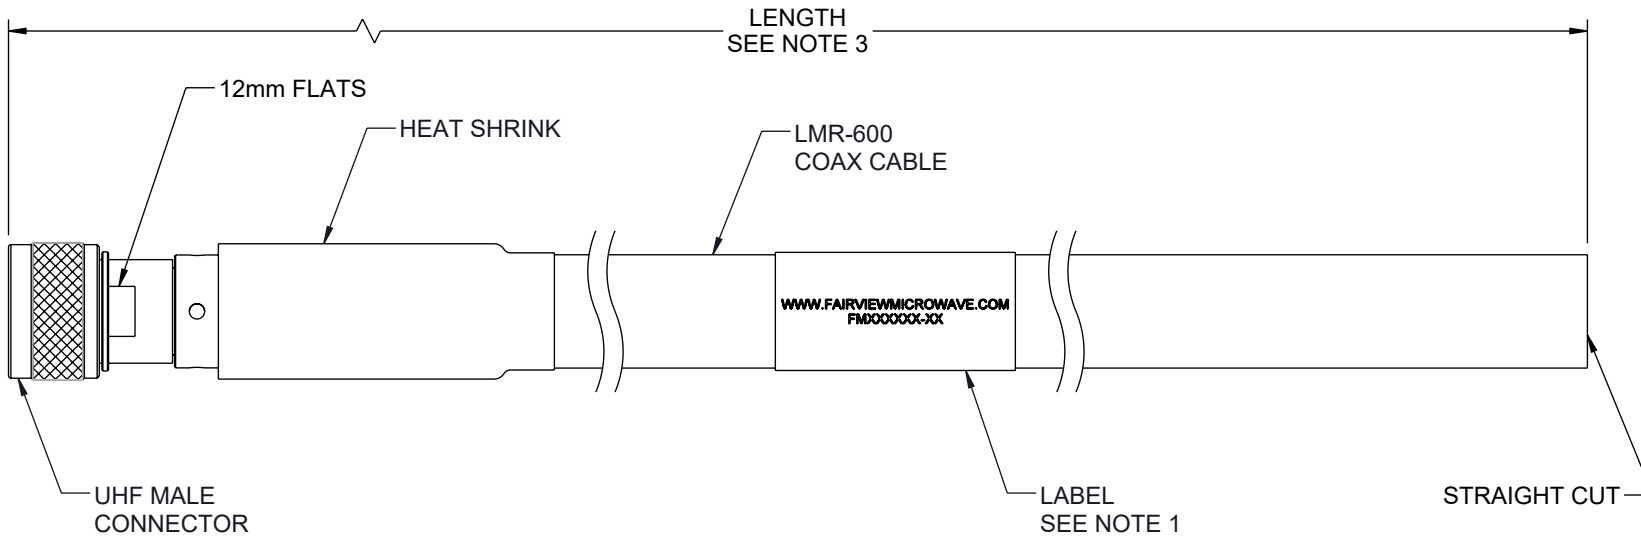 LENGTH
SEE NOTE 3
12mm FLATS
HEAT SHRINK
LMR-600
COAX CABLE
WWW.FAIRVIEWMICROWAVE.COM
FMXXXXXX-XX
UHF MALE
CONNECTOR
LABEL
SEE NOTE 1
STRAIGHT CUT